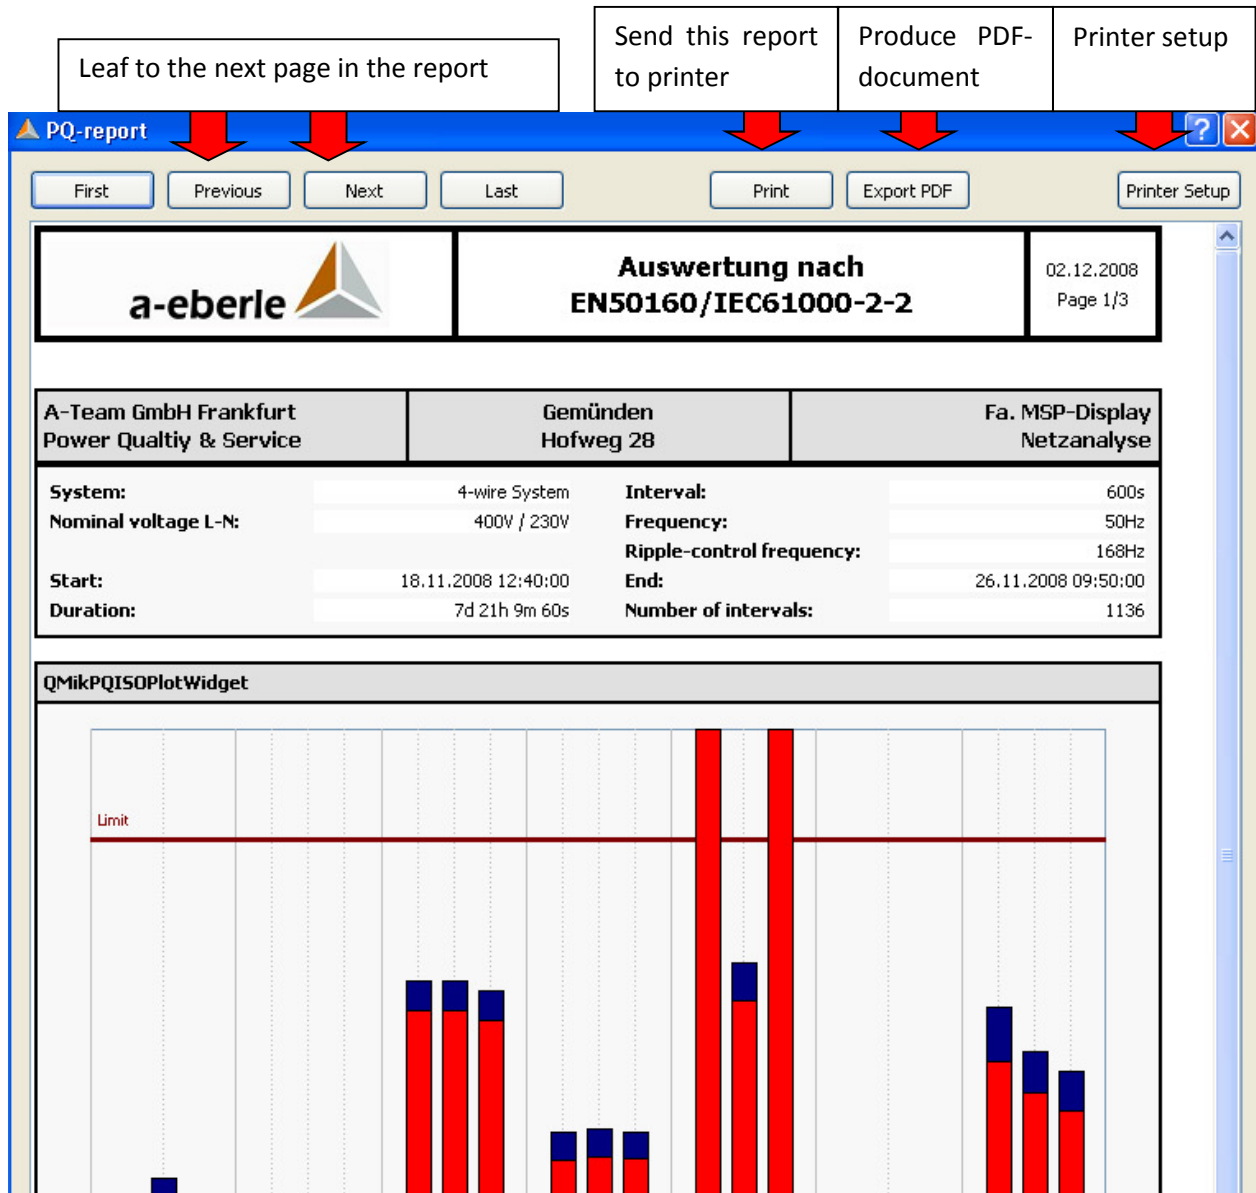 Leaf to the next page in the report
Send this report
to printer
Produce PDF-
document
Printer setup
PQ-report
First Previous Next Last Print Export PDF Printer Setup
a-eberle
Auswertung nach
EN50160/IEC61000-2-2
02.12.2008
Page 1/3
A-Team GmbH Frankfurt
Power Qualtiy & Service
Gemünden
Hofweg 28
Fa. MSP-Display
Netzanalyse
System: 4-wire System Interval: 600s
Nominal voltage L-N: 400V / 230V Frequency: 50Hz
Ripple-control frequency: 168Hz
Start: 18.11.2008 12:40:00 End: 26.11.2008 09:50:00
Duration: 7d 21h 9m 60s Number of intervals: 1136
QMikPQISOPlotWidget
Limit